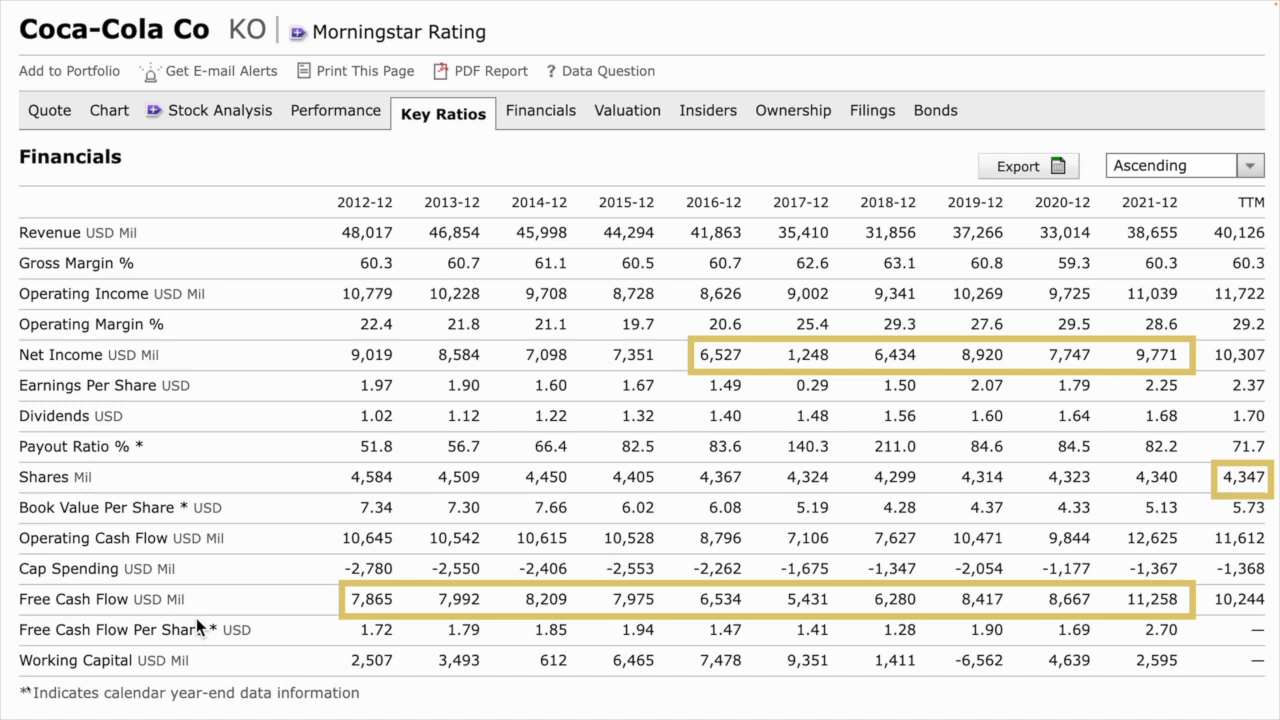 Coca-Cola Co KO Morningstar Rating
Add to Portfolio Get E-mail Alerts Print This Page PDF Report ? Data Question
Quote Chart Stock Analysis Performance Key Ratios Financials Valuation Insiders Ownership Filings Bonds
Financials
Export Ascending
2012-12 2013-12 2014-12 2015-12 2016-12 2017-12 2018-12 2019-12 2020-12 2021-12 TTM
Revenue USD Mil 48,017 46,854 45,998 44,294 41,863 35,410 31,856 37,266 33,014 38,655 40,126
Gross Margin % 60.3 60.7 61.1 60.5 60.7 62.6 63.1 60.8 59.3 60.3 60.3
Operating Income USD Mil 10,779 10,228 9,708 8,728 8,626 9,002 9,341 10,269 9,725 11,039 11,722
Operating Margin % 22.4 21.8 21.1 19.7 20.6 25.4 29.3 27.6 29.5 28.6 29.2
Net Income USD Mil 9,019 8,584 7,098 7,351 6,527 1,248 6,434 8,920 7,747 9,771 10,307
Earnings Per Share USD 1.97 1.90 1.60 1.67 1.49 0.29 1.50 2.07 1.79 2.25 2.37
Dividends USD 1.02 1.12 1.22 1.32 1.40 1.48 1.56 1.60 1.64 1.68 1.70
Payout Ratio % * 51.8 56.7 66.4 82.5 83.6 140.3 211.0 84.6 84.5 82.2 71.7
Shares Mil 4,584 4,509 4,450 4,405 4,367 4,324 4,299 4,314 4,323 4,340 4,347
Book Value Per Share * USD 7.34 7.30 7.66 6.02 6.08 5.19 4.28 4.37 4.33 5.13 5.73
Operating Cash Flow USD Mil 10,645 10,542 10,615 10,528 8,796 7,106 7,627 10,471 9,844 12,625 11,612
Cap Spending USD Mil -2,780 -2,550 -2,406 -2,553 -2,262 -1,675 -1,347 -2,054 -1,177 -1,367 -1,368
Free Cash Flow USD Mil 7,865 7,992 8,209 7,975 6,534 5,431 6,280 8,417 8,667 11,258 10,244
Free Cash Flow Per Share * USD 1.72 1.79 1.85 1.94 1.47 1.41 1.28 1.90 1.69 2.70 —
Working Capital USD Mil 2,507 3,493 612 6,465 7,478 9,351 1,411 -6,562 4,639 2,595 —
* Indicates calendar year-end data information